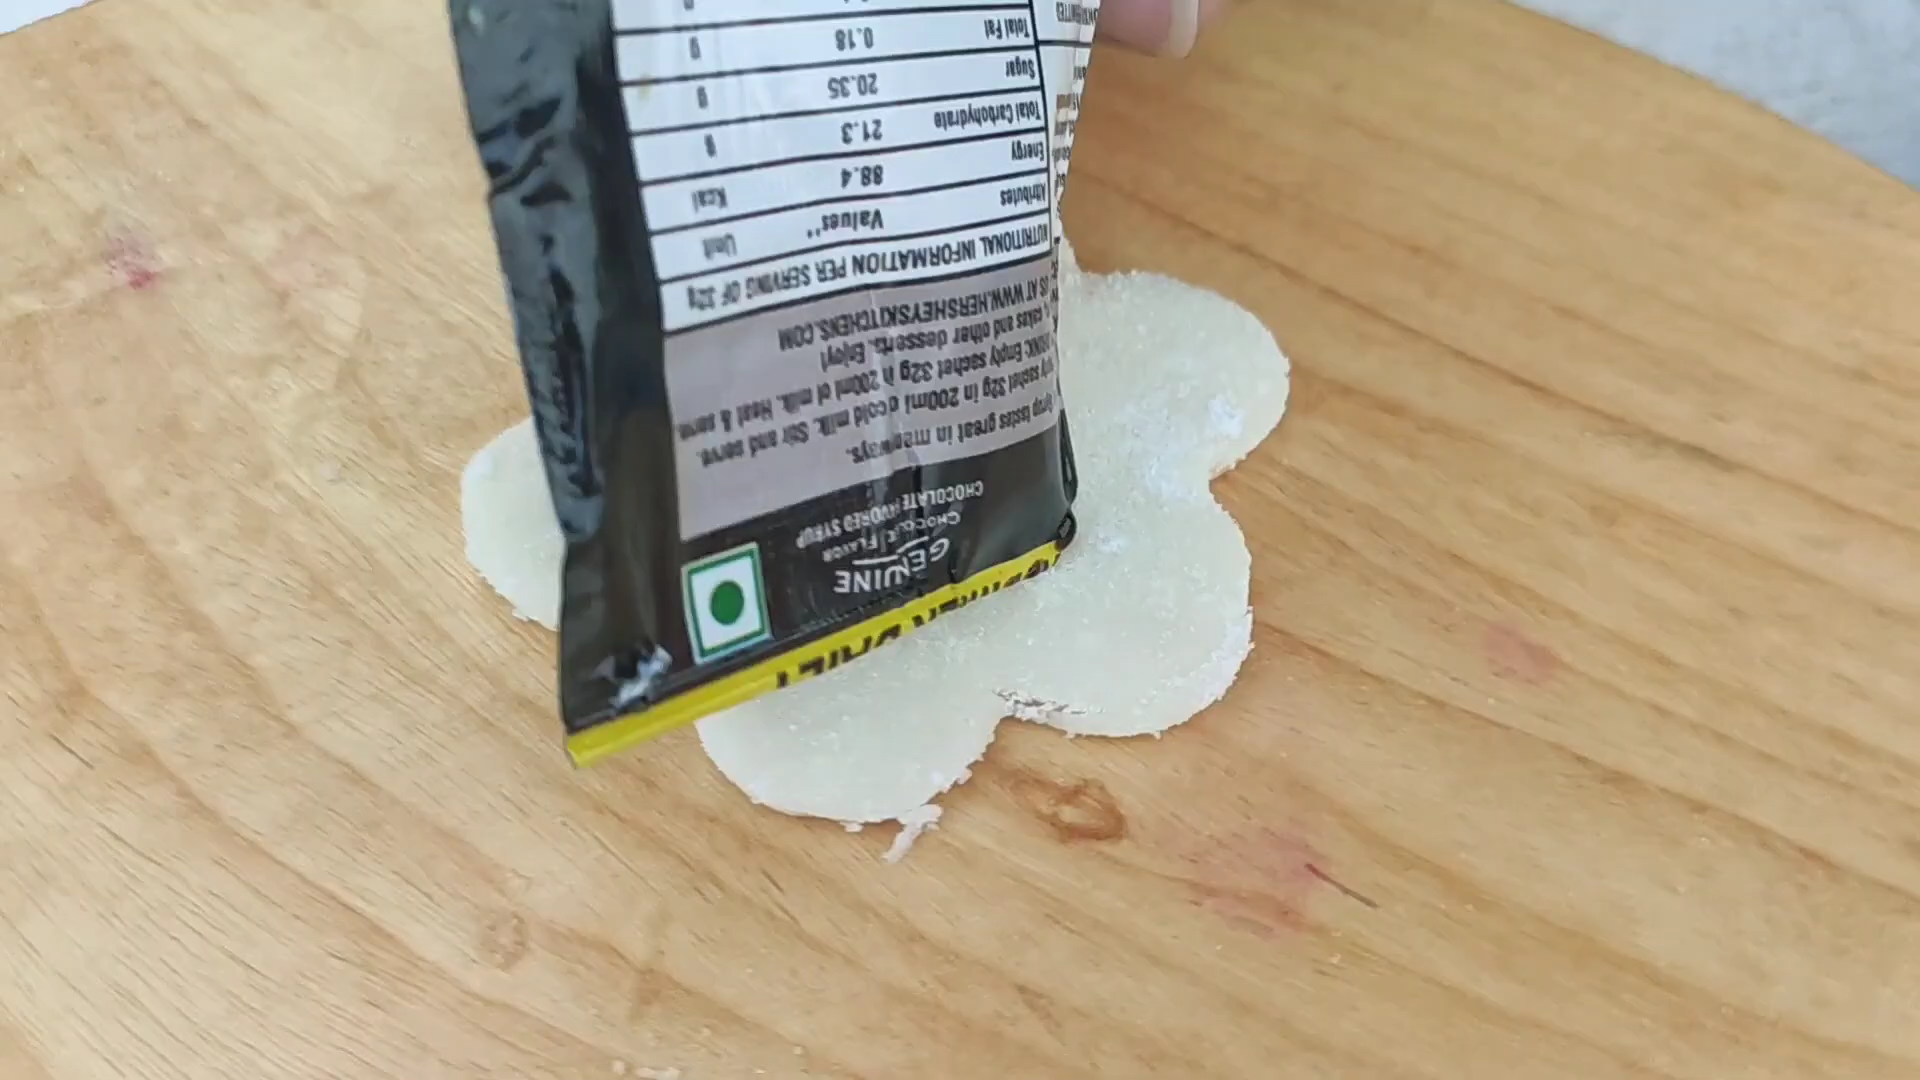 GENUINE
CHOCOLATE FLAVOR
CHOCOLATE FLAVORED SYRUP
Syrup tastes great in many ways.
sachet 32g in 200ml cold milk. Stir and serve.
Empty sachet 32g in 200ml of milk. Heat & serve.
cakes and other desserts. Enjoy!
US AT WWW.HERSHEYSKITCHENS.COM
NUTRITIONAL INFORMATION PER SERVING OF 32g
Attributes Values** Unit
Energy 88.4 Kcal
Total Carbohydrate 21.3 g
Sugar 20.35 g
Total Fat 0.18 g